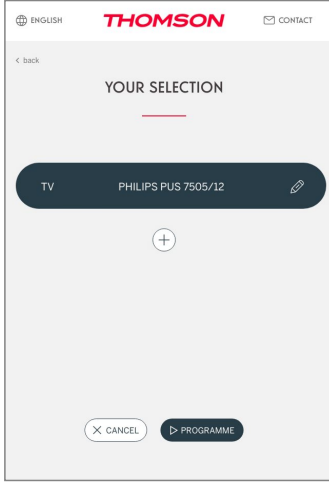 ENGLISH THOMSON CONTACT
< back
YOUR SELECTION
TV PHILIPS PUS 7505/12
CANCEL PROGRAMME